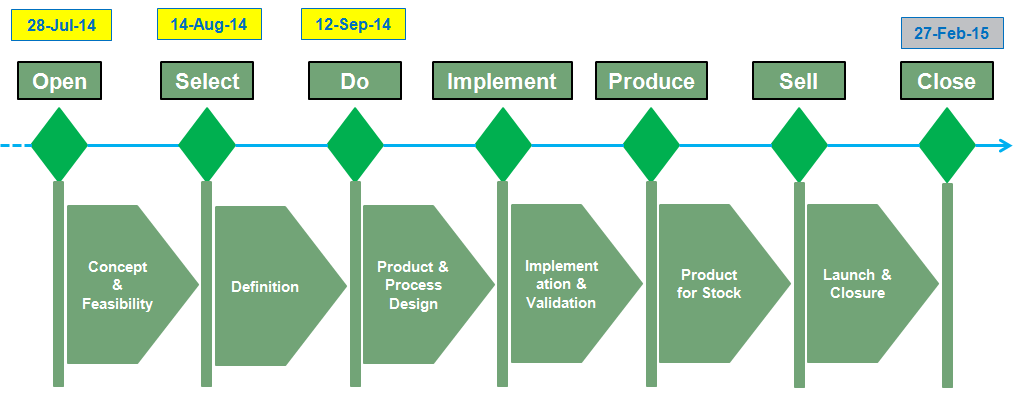 28-Jul-14
14-Aug-14
12-Sep-14
27-Feb-15
Open
Select
Do
Implement
Produce
Sell
Close
Concept
&
Feasibility
Definition
Product &
Process
Design
Implement
ation &
Validation
Product
for Stock
Launch &
Closure